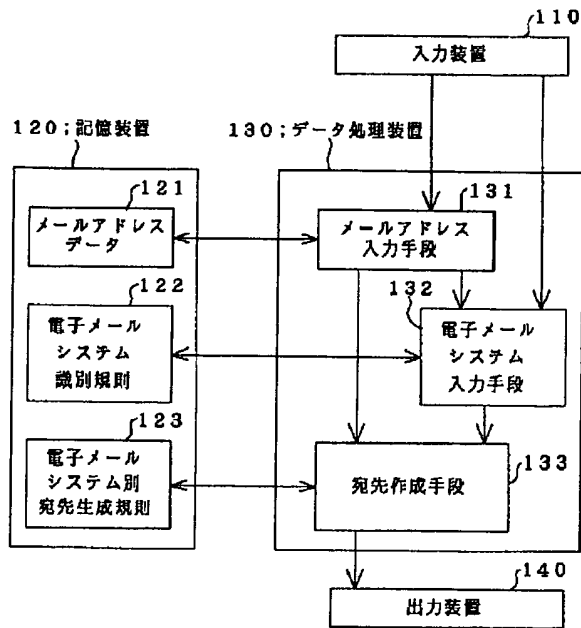 110
入力装置
120;記憶装置
130;データ処理装置
121
メールアドレス
データ
131
メールアドレス
入力手段
122
電子メール
システム
識別規則
132
電子メール
システム
入力手段
123
電子メール
システム別
宛先生成規則
宛先作成手段
133
140
出力装置